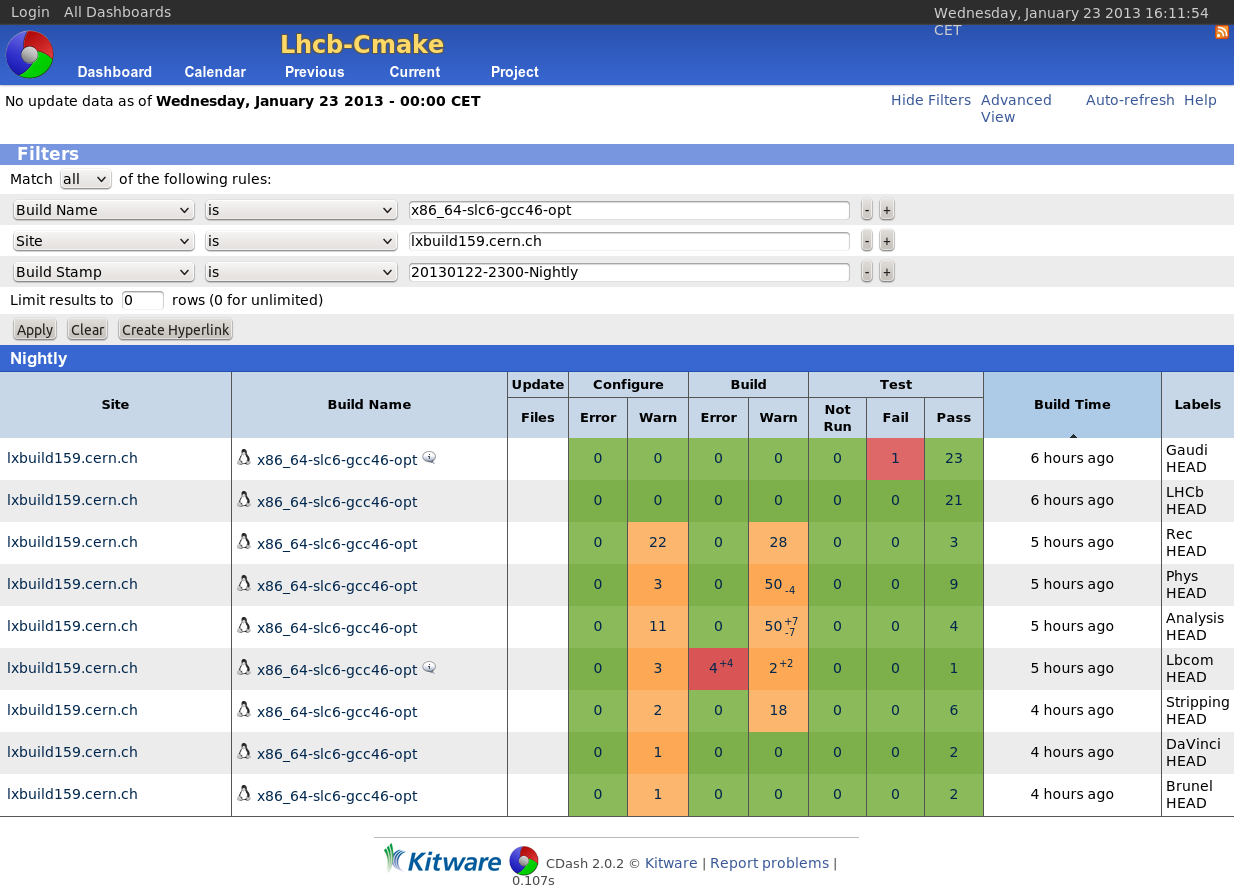 Login All Dashboards Wednesday, January 23 2013 16:11:54
CET
Lhcb-Cmake
Dashboard Calendar Previous Current Project
No update data as of Wednesday, January 23 2013 - 00:00 CET Hide Filters Advanced View Auto-refresh Help
Filters
Match all of the following rules:
Build Name is x86_64-slc6-gcc46-opt - +
Site is lxbuild159.cern.ch - +
Build Stamp is 20130122-2300-Nightly - +
Limit results to 0 rows (0 for unlimited)
Apply Clear Create Hyperlink
Nightly
Site Build Name Update Configure Build Test Build Time Labels
Files Error Warn Error Warn Not Run Fail Pass
lxbuild159.cern.ch x86_64-slc6-gcc46-opt 0 0 0 0 0 1 23 6 hours ago Gaudi HEAD
lxbuild159.cern.ch x86_64-slc6-gcc46-opt 0 0 0 0 0 0 21 6 hours ago LHCb HEAD
lxbuild159.cern.ch x86_64-slc6-gcc46-opt 0 22 0 28 0 0 3 5 hours ago Rec HEAD
lxbuild159.cern.ch x86_64-slc6-gcc46-opt 0 3 0 50 -4 0 0 9 5 hours ago Phys HEAD
lxbuild159.cern.ch x86_64-slc6-gcc46-opt 0 11 0 50 +7 -7 0 0 4 5 hours ago Analysis HEAD
lxbuild159.cern.ch x86_64-slc6-gcc46-opt 0 3 4 +4 2 +2 0 0 1 5 hours ago Lbcom HEAD
lxbuild159.cern.ch x86_64-slc6-gcc46-opt 0 2 0 18 0 0 6 4 hours ago Stripping HEAD
lxbuild159.cern.ch x86_64-slc6-gcc46-opt 0 1 0 0 0 0 2 4 hours ago DaVinci HEAD
lxbuild159.cern.ch x86_64-slc6-gcc46-opt 0 1 0 0 0 0 2 4 hours ago Brunel HEAD
Kitware CDash 2.0.2 © Kitware | Report problems |
0.107s